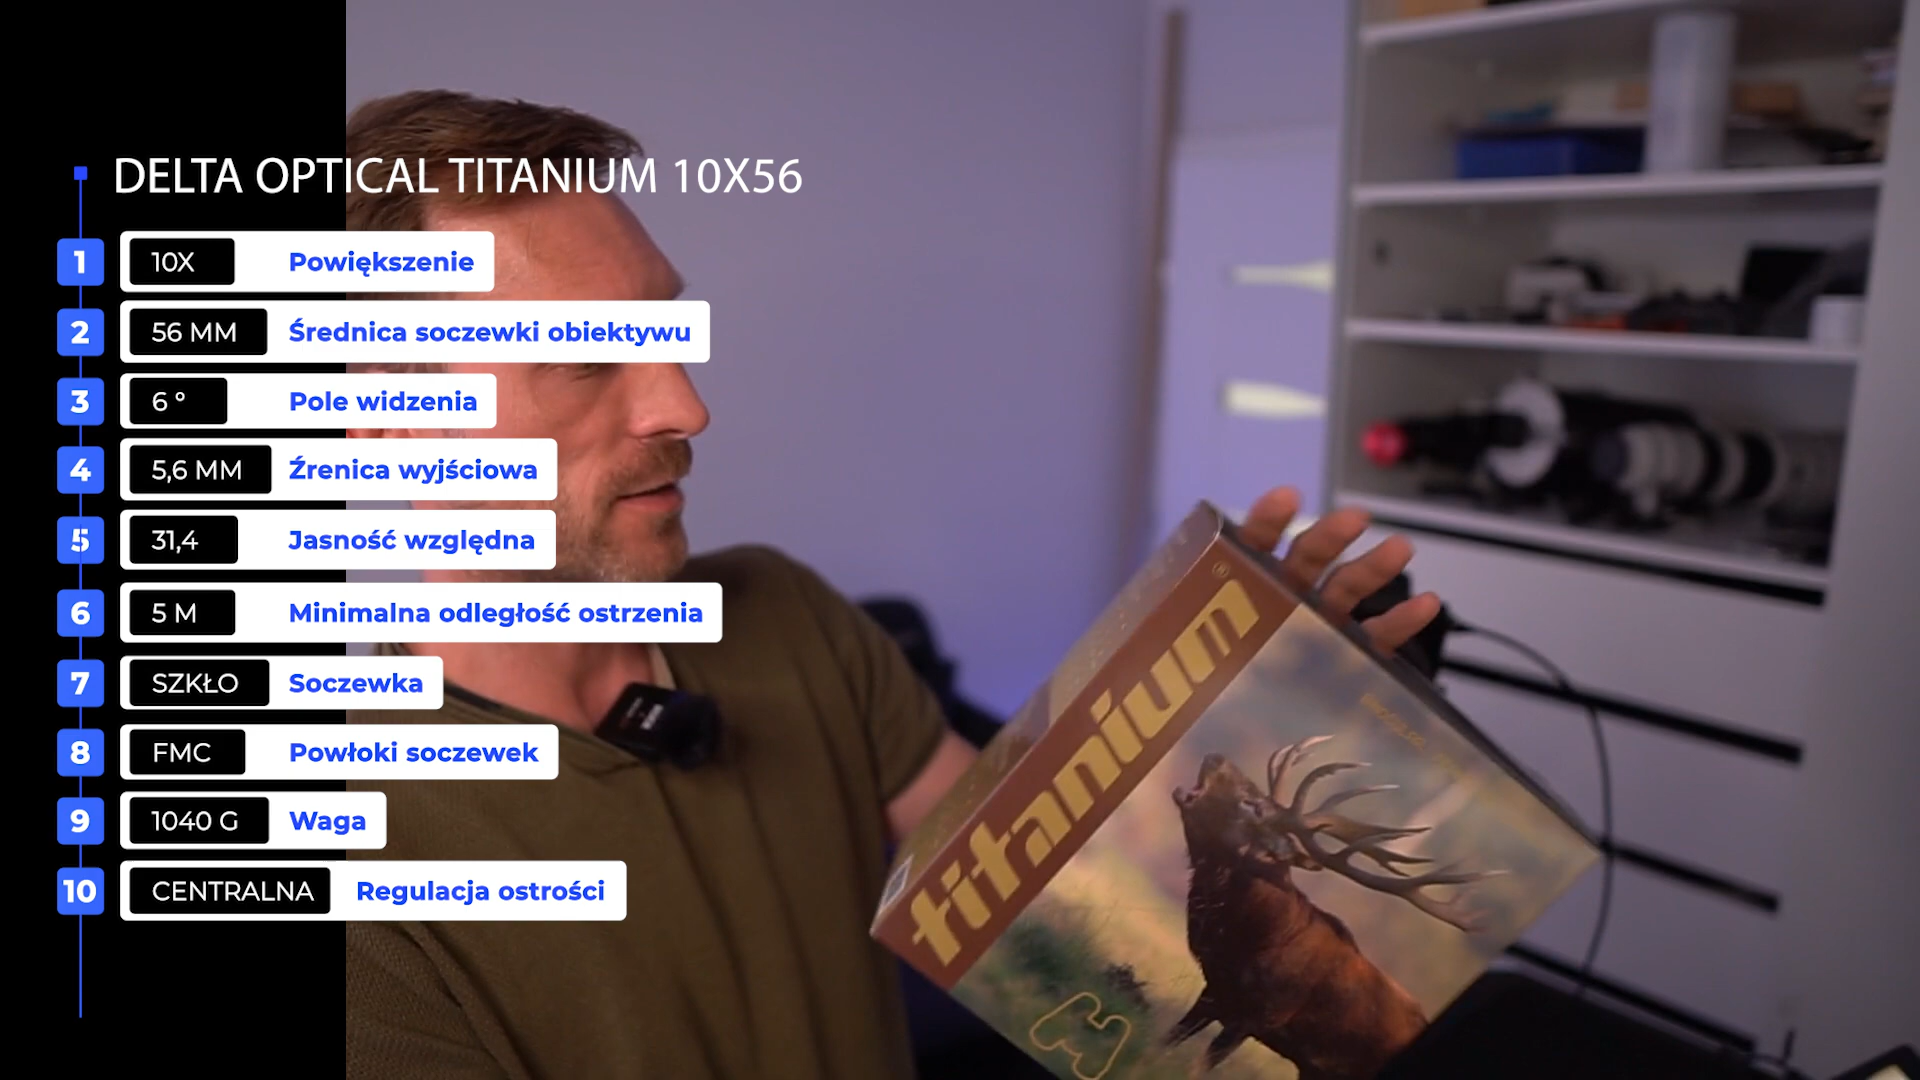 DELTA OPTICAL TITANIUM 10X56
1 10X Powiększenie
2 56 MM Średnica soczewki obiektywu
3 6 º Pole widzenia
4 5,6 MM Źrenica wyjściowa
5 31,4 Jasność względna
6 5 M Minimalna odległość ostrzenia
7 SZKŁO Soczewka
8 FMC Powłoki soczewek
9 1040 G Waga
10 CENTRALNA Regulacja ostrości
titanium®